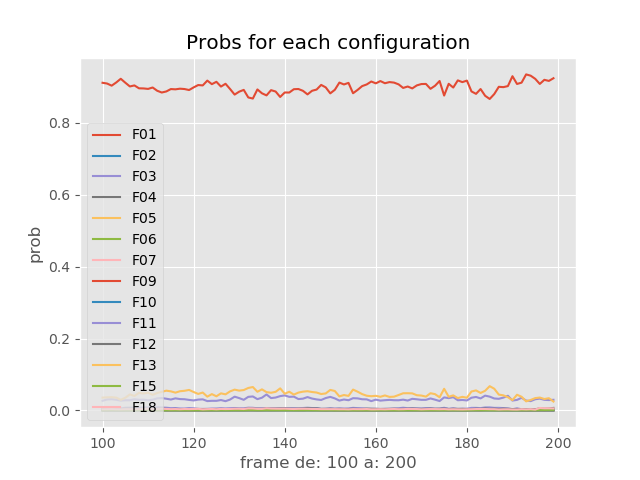 Probs for each configuration
prob
0.8
0.6
0.4
0.2
0.0
F01
F02
F03
F04
F05
F06
F07
F09
F10
F11
F12
F13
F15
F18
100
120
140
160
180
200
frame de: 100 a: 200